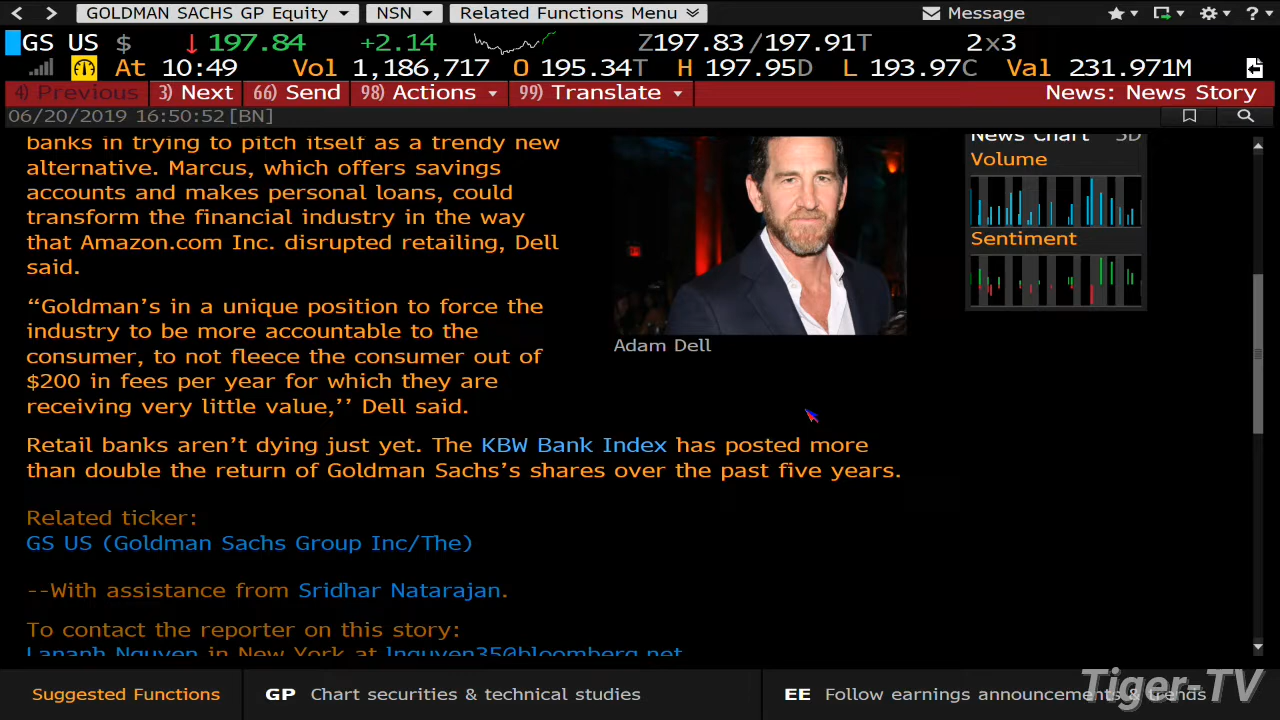 GOLDMAN SACHS GP Equity NSN Related Functions Menu Message ?
GS US $ ↓ 197.84 +2.14 Z197.83 /197.91T 2x3
At 10:49 Vol 1,186,717 O 195.34T H 197.95D L 193.97C Val 231.971M
4) Previous 3) Next 66) Send 98) Actions 99) Translate News: News Story
06/20/2019 16:50:52 [BN]
banks in trying to pitch itself as a trendy new
alternative. Marcus, which offers savings
accounts and makes personal loans, could
transform the financial industry in the way
that Amazon.com Inc. disrupted retailing, Dell
said.
“Goldman’s in a unique position to force the
industry to be more accountable to the
consumer, to not fleece the consumer out of
$200 in fees per year for which they are
receiving very little value,’’ Dell said.
Adam Dell
News Chart 5D
Volume
Sentiment
Retail banks aren’t dying just yet. The KBW Bank Index has posted more
than double the return of Goldman Sachs’s shares over the past five years.
Related ticker:
GS US (Goldman Sachs Group Inc/The)
--With assistance from Sridhar Natarajan.
To contact the reporter on this story:
Lananh Nguyen in New York at lnguyen35@bloomberg.net
Suggested Functions GP Chart securities & technical studies EE Follow earnings announcements & trends
Tiger-TV